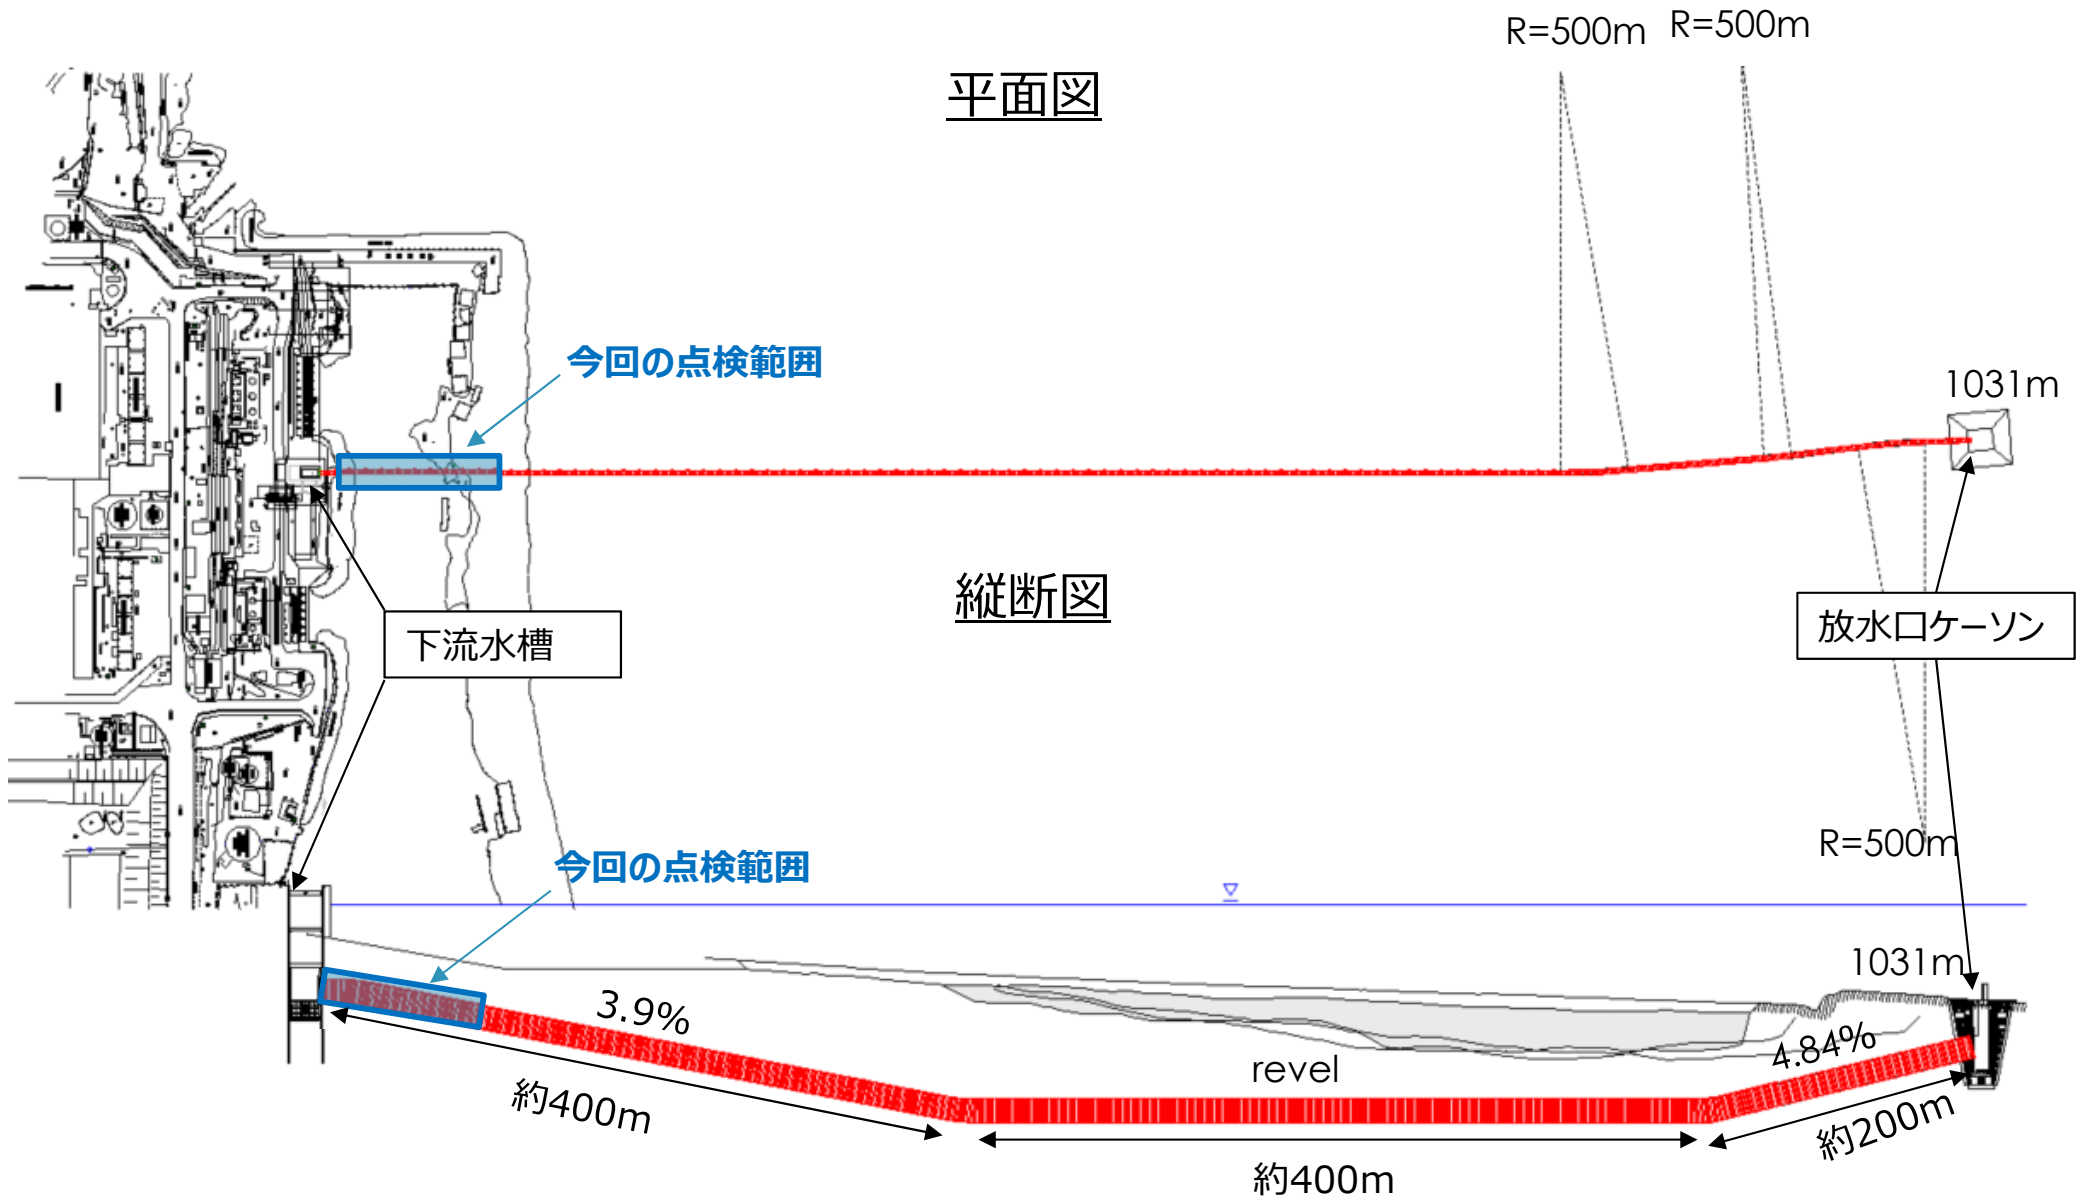 R=500m
R=500m
平面図
今回の点検範囲
1031m
縦断図
下流水槽
放水口ケーソン
R=500m
今回の点検範囲
1031m
3.9%
4.84%
revel
約400m
約200m
約400m